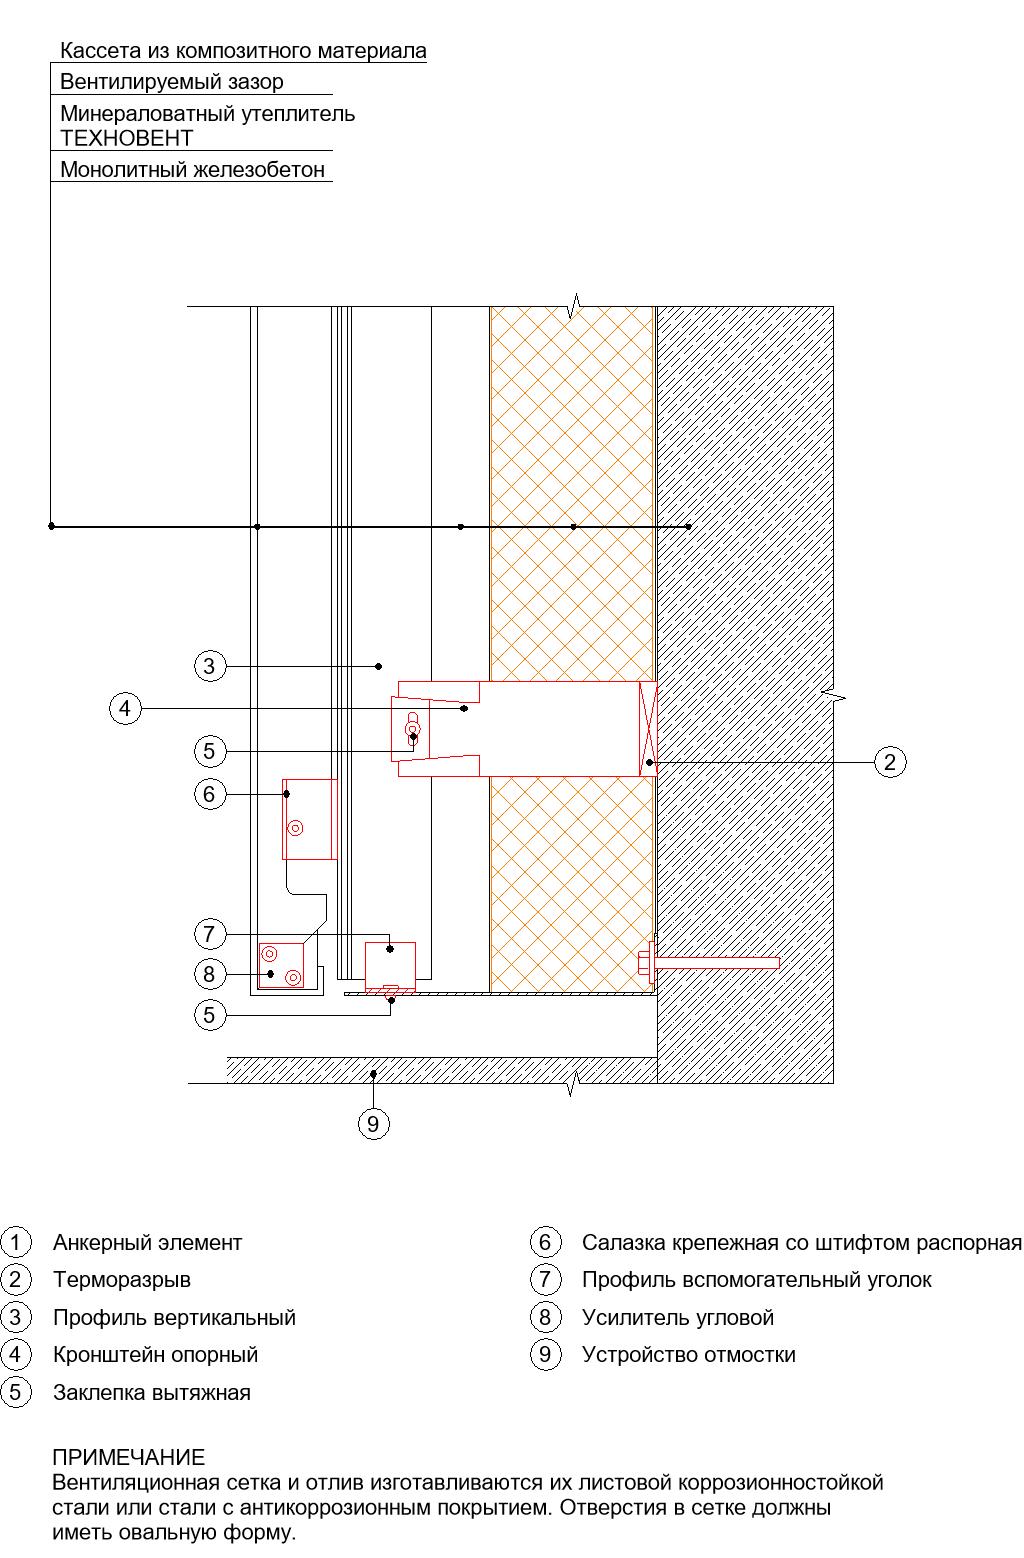 Кассета из композитного материала
Вентилируемый зазор
Минераловатный утеплитель
ТЕХНОВЕНТ
Монолитный железобетон
3
4
5
2
6
7
8
5
9
1 Анкерный элемент
2 Терморазрыв
3 Профиль вертикальный
4 Кронштейн опорный
5 Заклепка вытяжная
6 Салазка крепежная со штифтом распорная
7 Профиль вспомогательный уголок
8 Усилитель угловой
9 Устройство отмостки
ПРИМЕЧАНИЕ
Вентиляционная сетка и отлив изготавливаются их листовой коррозионностойкой
стали или стали с антикоррозионным покрытием. Отверстия в сетке должны
иметь овальную форму.